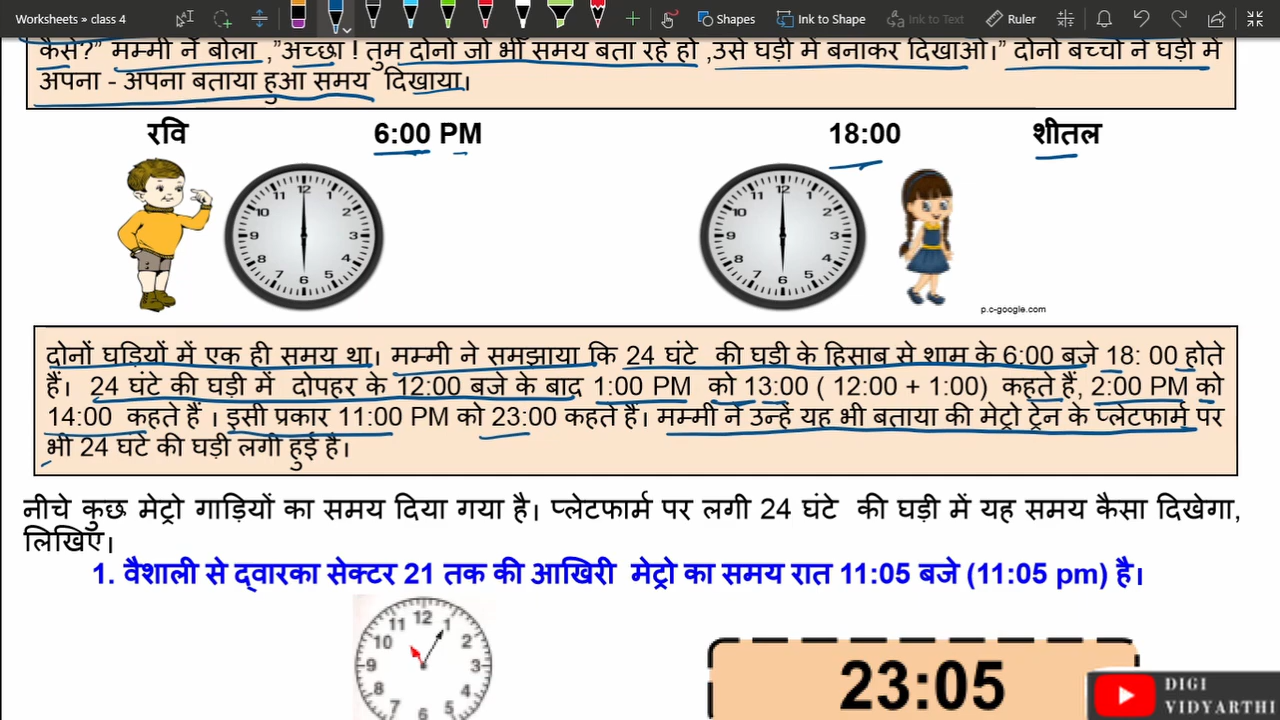 Worksheets » class 4
Shapes
Ink to Shape
Ink to Text
Ruler
कैसे?” मम्मी ने बोला ,”अच्छा ! तुम दोनों जो भी समय बता रहे हो ,उसे घड़ी में बनाकर दिखाओ।” दोनों बच्चों ने घड़ी में
अपना - अपना बताया हुआ समय दिखाया।
रवि 6:00 PM 18:00 शीतल
p.c-google.com
दोनों घड़ियों में एक ही समय था। मम्मी ने समझाया कि 24 घंटे की घड़ी के हिसाब से शाम के 6:00 बजे 18: 00 होते
हैं। 24 घंटे की घड़ी में दोपहर के 12:00 बजे के बाद 1:00 PM को 13:00 ( 12:00 + 1:00) कहते हैं, 2:00 PM को
14:00 कहते हैं । इसी प्रकार 11:00 PM को 23:00 कहते हैं। मम्मी ने उन्हें यह भी बताया की मेट्रो ट्रेन के प्लेटफार्म पर
भी 24 घंटे की घड़ी लगी हुई है।
नीचे कुछ मेट्रो गाड़ियों का समय दिया गया है। प्लेटफार्म पर लगी 24 घंटे की घड़ी में यह समय कैसा दिखेगा,
लिखिए।
1. वैशाली से द्वारका सेक्टर 21 तक की आखिरी मेट्रो का समय रात 11:05 बजे (11:05 pm) है।
23:05
DIGI
VIDYARTHI